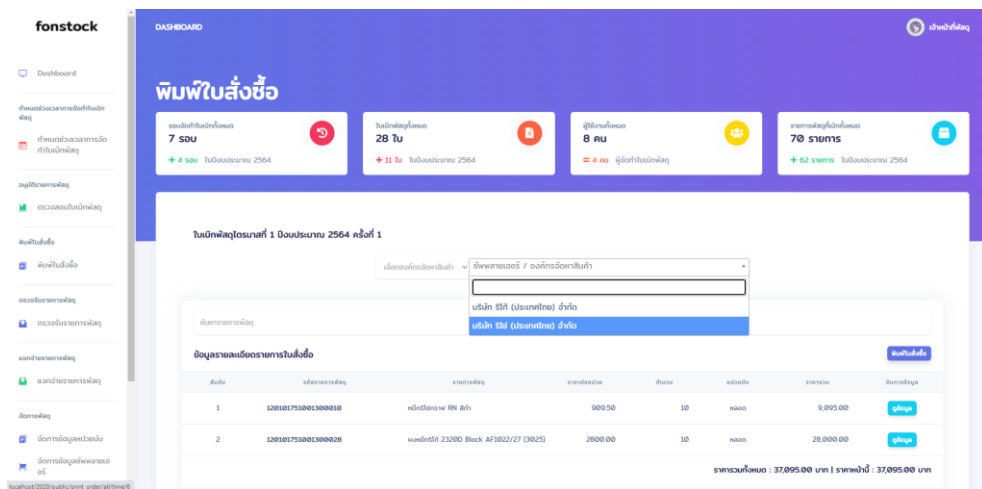 fonstock
DASHBOARD
เจ้าหน้าที่พัสดุ
Dashboard
กำหนดช่วงเวลาการจัดทำใบเบิก
พัสดุ
กำหนดช่วงเวลาการจัด
ทำใบเบิกพัสดุ
อนุมัติรายการพัสดุ
ตรวจสอบใบเบิกพัสดุ
พิมพ์ใบสั่งซื้อ
พิมพ์ใบสั่งซื้อ
ตรวจรับรายการพัสดุ
ตรวจรับรายการพัสดุ
แจกจ่ายรายการพัสดุ
แจกจ่ายรายการพัสดุ
จัดการพัสดุ
จัดการข้อมูลหน่วยนับ
จัดการข้อมูลซัพพลายเอ
อร์
localhost/2020/public/print_order/all/time/6
พิมพ์ใบสั่งซื้อ
รอบจัดทำใบเบิกทั้งหมด
7 รอบ
+ 4 รอบ ในปีงบประมาณ 2564
ใบเบิกพัสดุทั้งหมด
28 ใบ
+ 11 ใบ ในปีงบประมาณ 2564
ผู้ใช้งานทั้งหมด
8 คน
= 4 คน ผู้จัดทำใบเบิกพัสดุ
รายการพัสดุที่เบิกทั้งหมด
70 รายการ
+ 62 รายการ ในปีงบประมาณ 2564
ใบเบิกพัสดุไตรมาสที่ 1 ปีงบประมาณ 2564 ครั้งที่ 1
เลือกองค์กรจัดหาสินค้า ซัพพลายเออร์ / องค์กรจัดหาสินค้า
บริษัท ริโก้ (ประเทศไทย) จำกัด
บริษัท ริโซ่ (ประเทศไทย) จำกัด
ค้นหารายการพัสดุ
ข้อมูลรายละเอียดรายการใบสั่งซื้อ
พิมพ์ใบสั่งซื้อ
ลำดับ รหัสรายการพัสดุ รายการพัสดุ ราคาต่อหน่วย จำนวน หน่วยนับ ราคารวม จัดการข้อมูล
1 120101751001300010 หมึกริโซ่กราฟ RN สีดำ 909.50 10 หลอด 9,095.00 ดูข้อมูล
2 120101751001300028 ผงหมึกริโก้ 2320D Black AF1022/27 (3025) 2800.00 10 หลอด 28,000.00 ดูข้อมูล
ราคารวมทั้งหมด : 37,095.00 บาท | ราคาหน้านี้ : 37,095.00 บาท